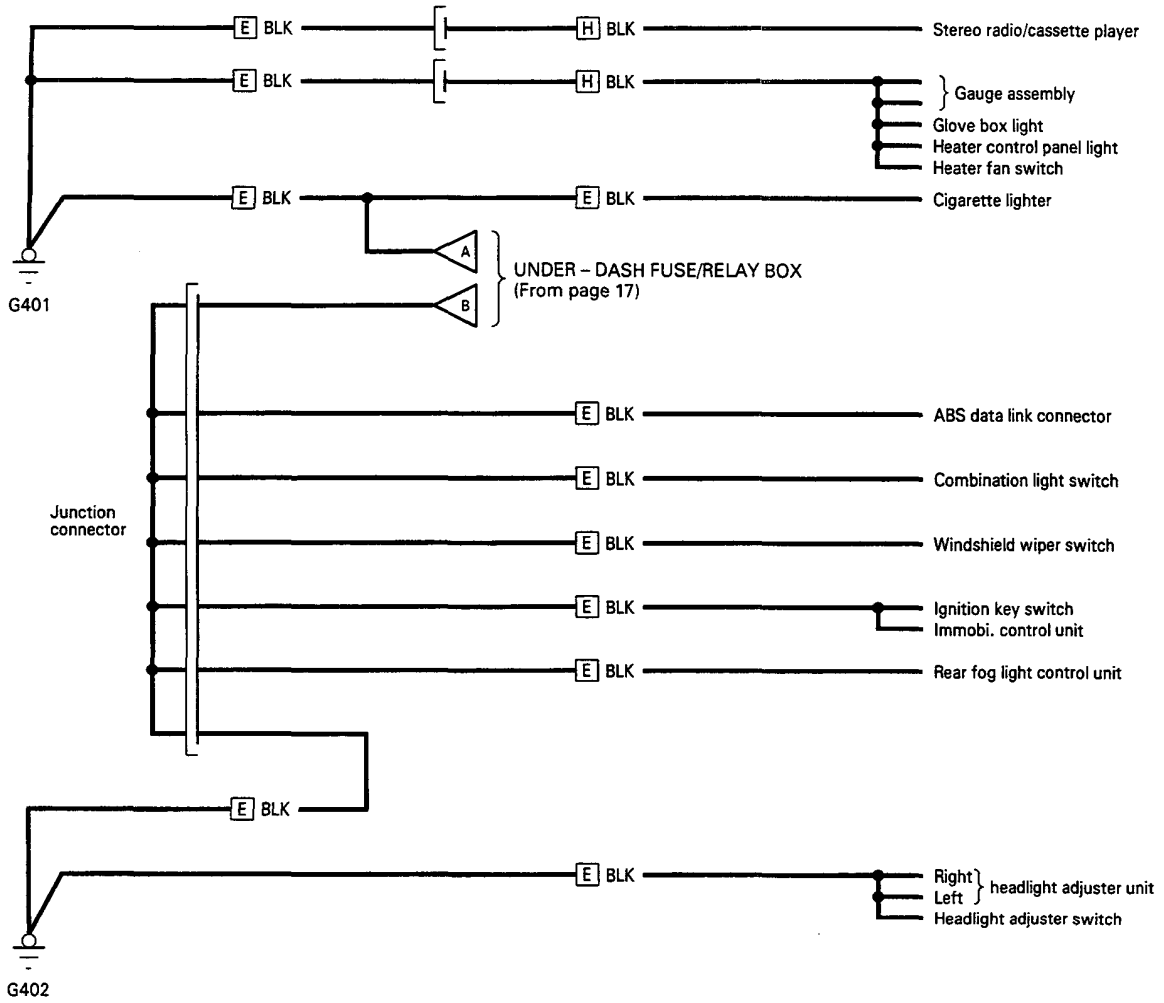 E BLK H BLK Stereo radio/cassette player
E BLK H BLK Gauge assembly
Glove box light
Heater control panel light
Heater fan switch
E BLK E BLK Cigarette lighter
A
UNDER – DASH FUSE/RELAY BOX
(From page 17)
G401
B
E BLK ABS data link connector
E BLK Combination light switch
Junction
connector
E BLK Windshield wiper switch
E BLK Ignition key switch
Immobi. control unit
E BLK Rear fog light control unit
E BLK
E BLK Right
headlight adjuster unit
Left
Headlight adjuster switch
G402